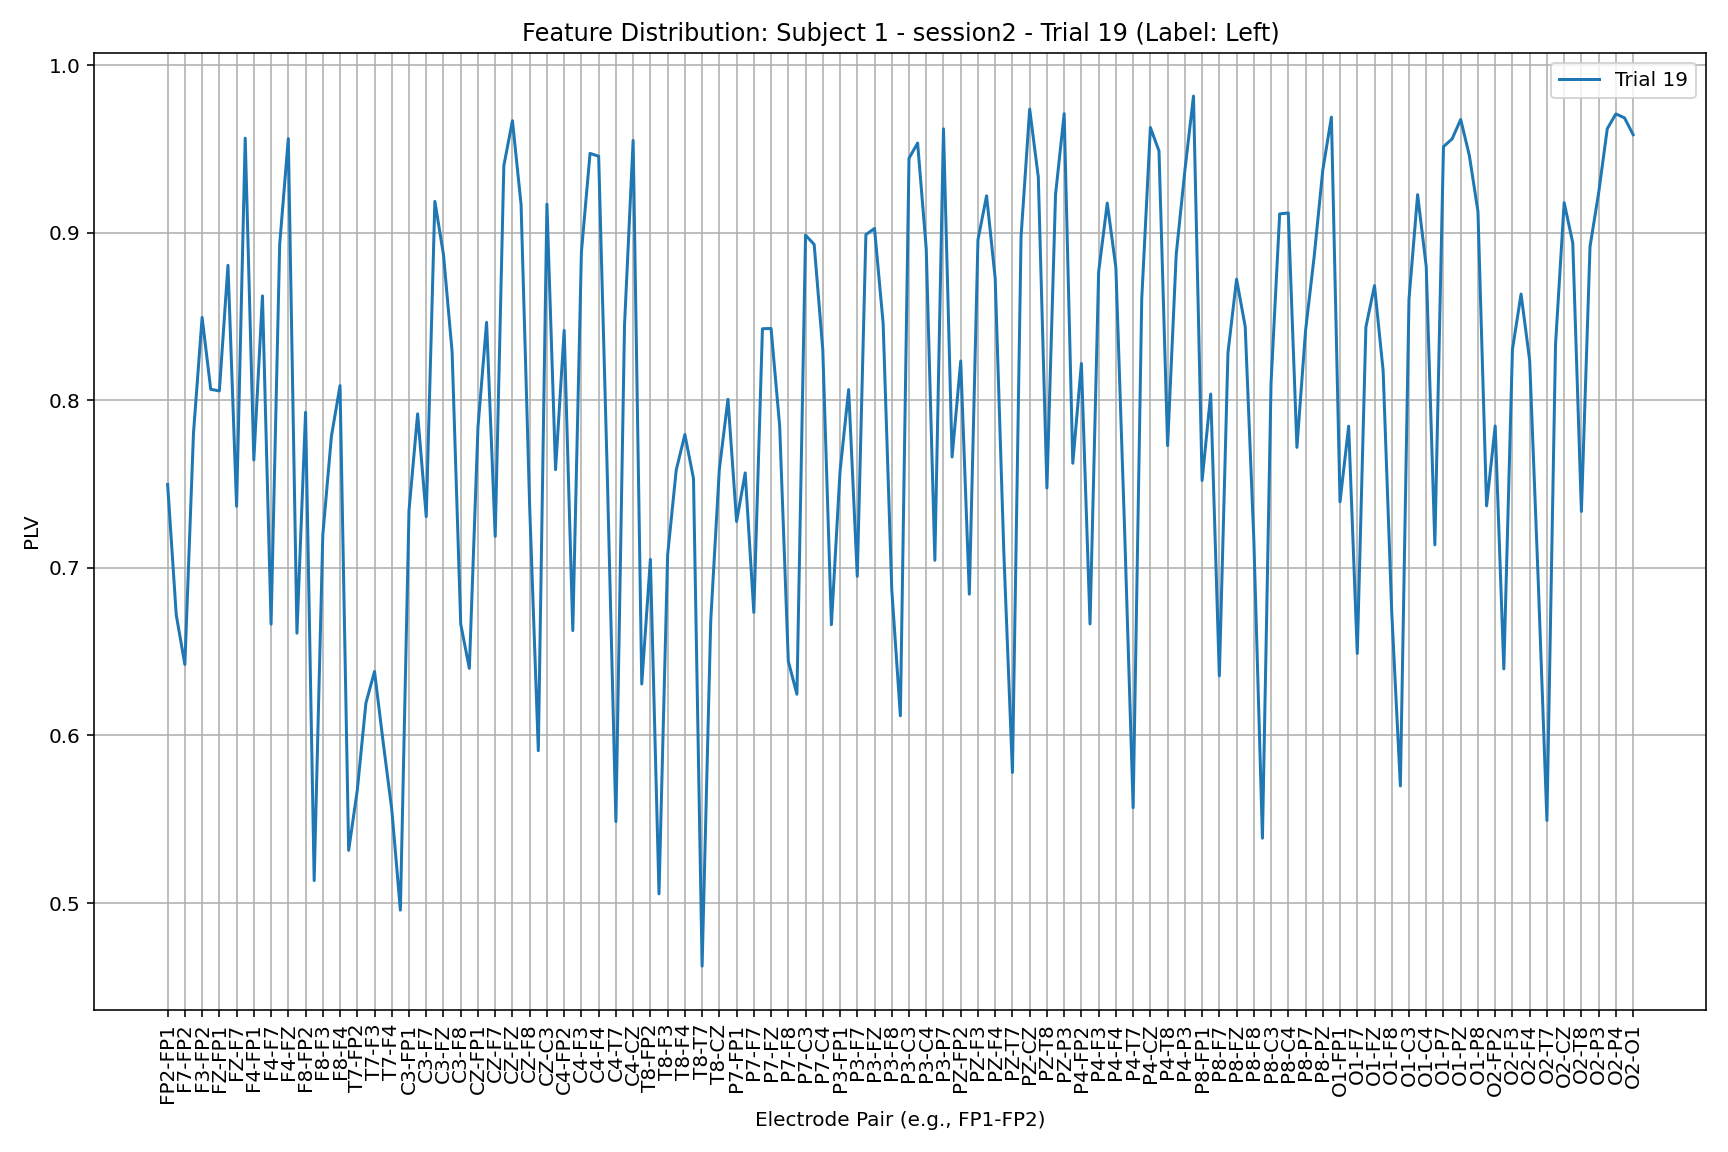 Feature Distribution: Subject 1 - session2 - Trial 19 (Label: Left)
Trial 19
PLV
1.0
0.9
0.8
0.7
0.6
0.5
FP2-FP1
F7-FP2
F3-FP2
FZ-FP1
FZ-F7
F4-FP1
F4-F7
F4-FZ
F8-FP2
F8-F3
F8-F4
T7-FP2
T7-F3
T7-F4
C3-FP1
C3-F7
C3-FZ
C3-F8
CZ-FP1
CZ-F7
CZ-FZ
CZ-F8
CZ-C3
C4-FP2
C4-F3
C4-F4
C4-T7
C4-CZ
T8-FP2
T8-F3
T8-F4
T8-T7
T8-CZ
P7-FP1
P7-F7
P7-FZ
P7-F8
P7-C3
P7-C4
P3-FP1
P3-F7
P3-FZ
P3-F8
P3-C3
P3-C4
P3-P7
PZ-FP2
PZ-F3
PZ-F4
PZ-T7
PZ-CZ
PZ-T8
PZ-P3
P4-FP2
P4-F3
P4-F4
P4-T7
P4-CZ
P4-T8
P4-P3
P8-FP1
P8-F7
P8-FZ
P8-F8
P8-C3
P8-C4
P8-P7
P8-PZ
O1-FP1
O1-F7
O1-FZ
O1-F8
O1-C3
O1-C4
O1-P7
O1-PZ
O1-P8
O2-FP2
O2-F3
O2-F4
O2-T7
O2-CZ
O2-T8
O2-P3
O2-P4
O2-O1
Electrode Pair (e.g., FP1-FP2)